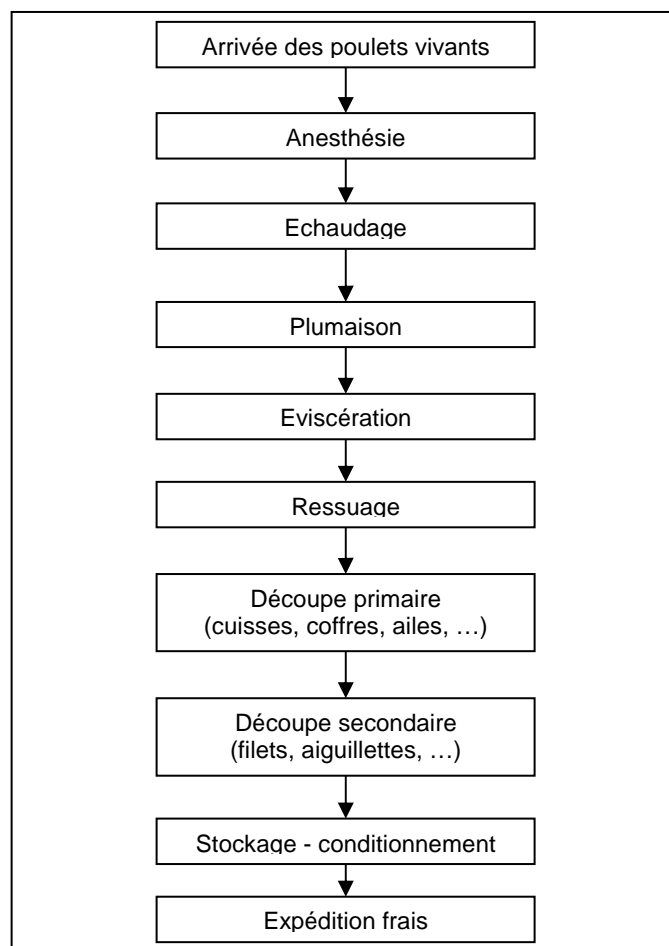 Arrivée des poulets vivants
Anesthésie
Echaudage
Plumaison
Eviscération
Ressuage
Découpe primaire
(cuisses, coffres, ailes, …)
Découpe secondaire
(filets, aiguillettes, …)
Stockage - conditionnement
Expédition frais